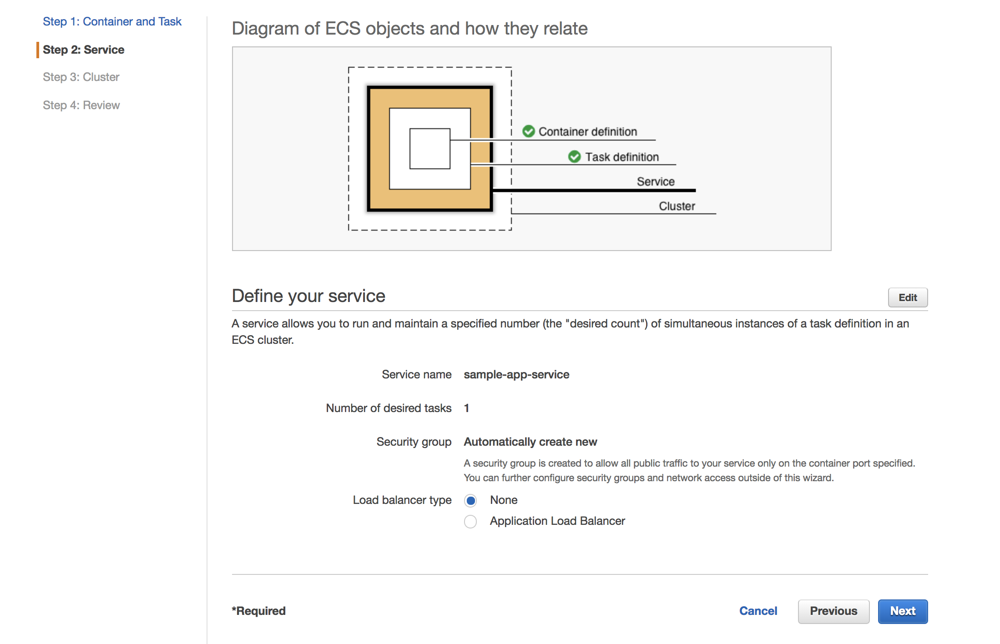 Step 1: Container and Task
Step 2: Service
Step 3: Cluster
Step 4: Review
Diagram of ECS objects and how they relate
Container definition
Task definition
Service
Cluster
Define your service
Edit
A service allows you to run and maintain a specified number (the "desired count") of simultaneous instances of a task definition in an
ECS cluster.
Service name sample-app-service
Number of desired tasks 1
Security group Automatically create new
A security group is created to allow all public traffic to your service only on the container port specified.
You can further configure security groups and network access outside of this wizard.
Load balancer type None
Application Load Balancer
*Required
Cancel Previous Next